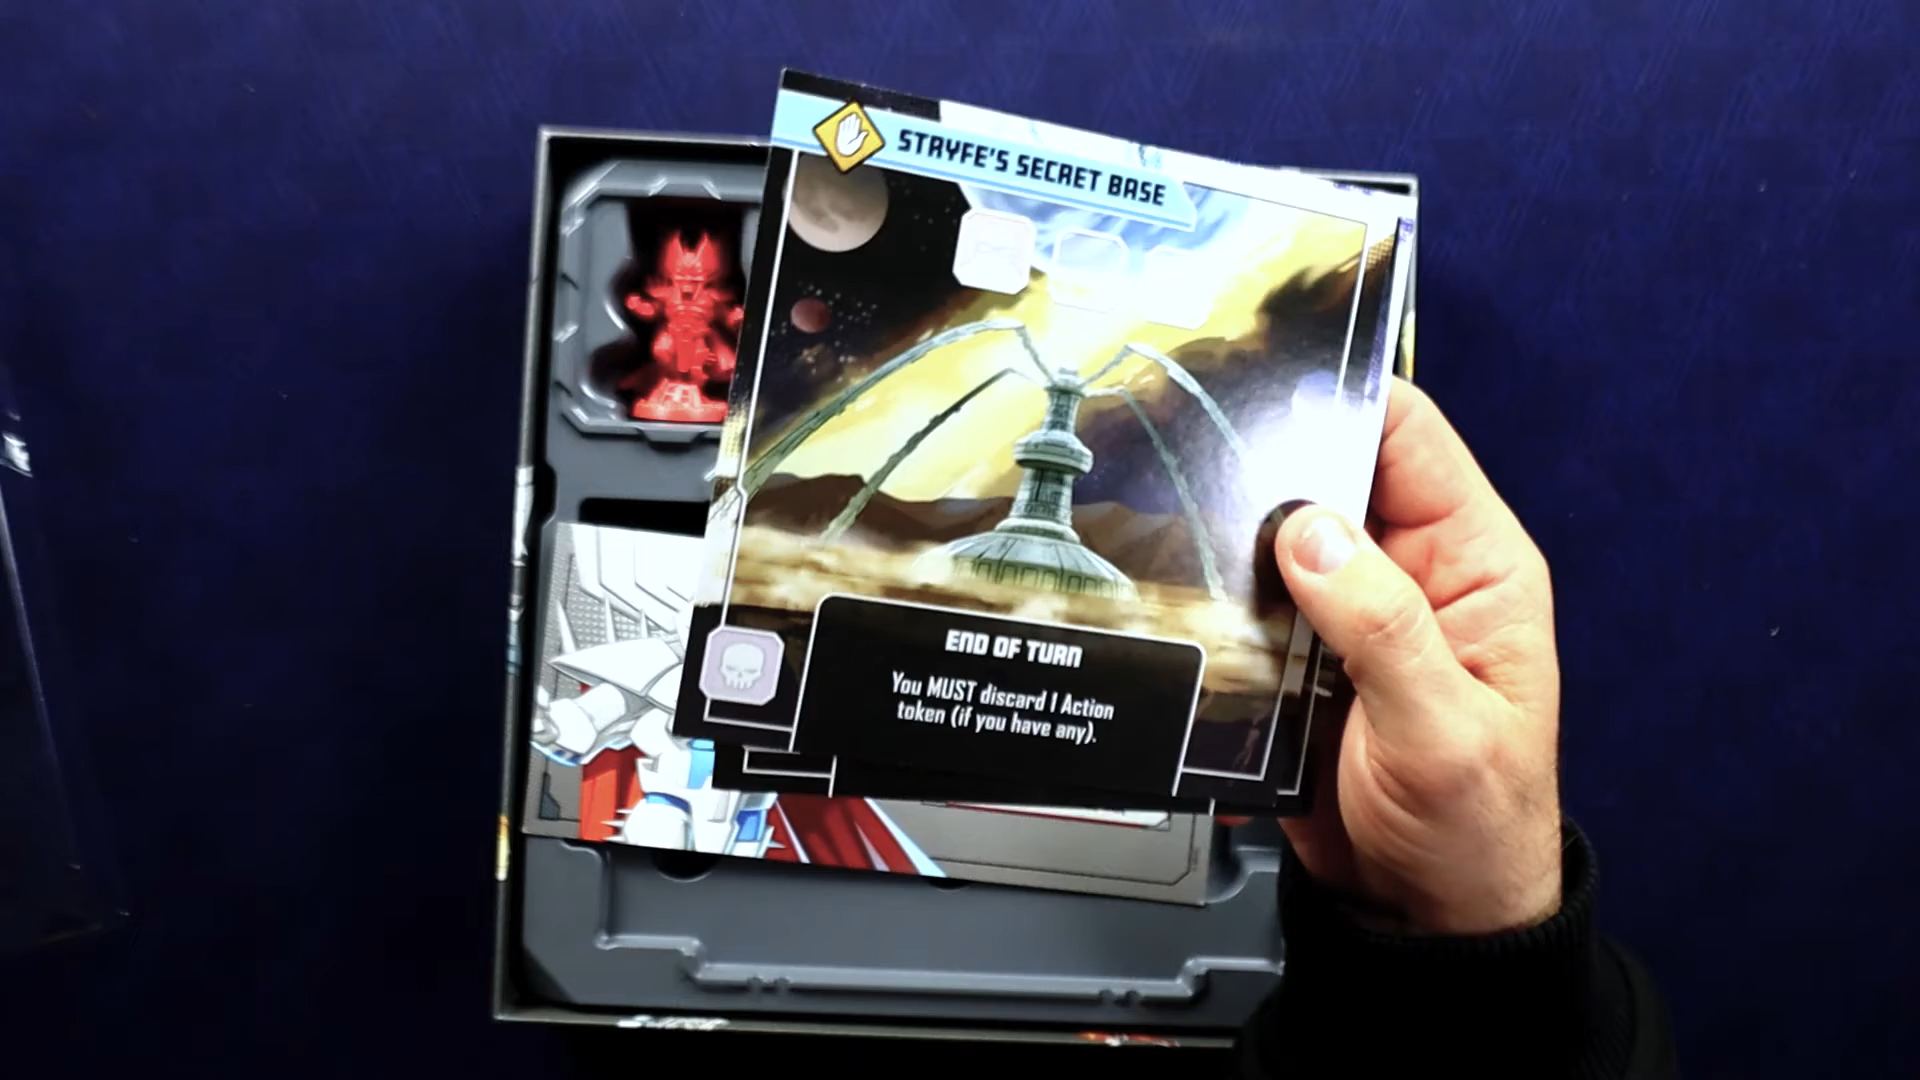 STRYFE'S SECRET BASE
END OF TURN
You MUST discard 1 Action
token (if you have any).